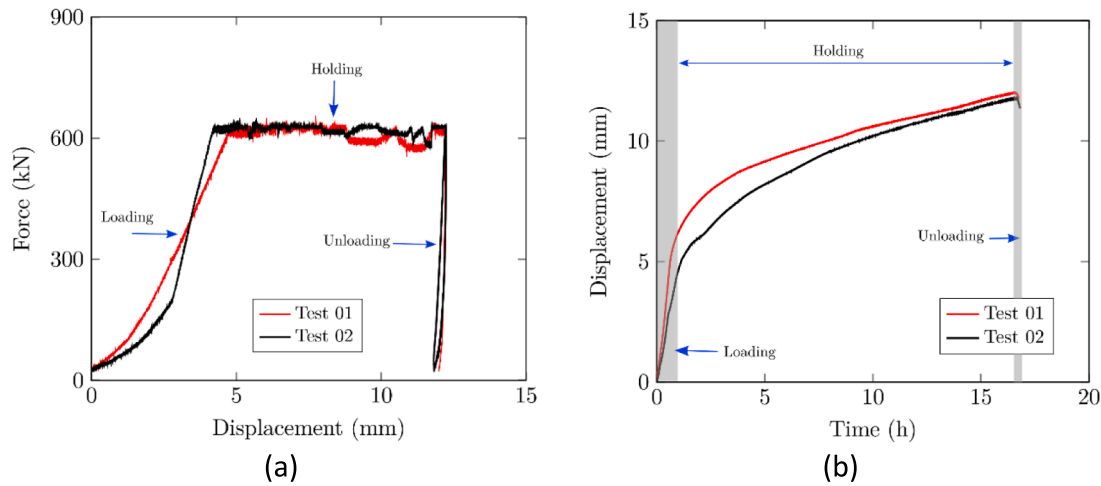 900
600
300
0
Force (kN)
Holding
Loading
Unloading
Test 01
Test 02
0
5
10
15
Displacement (mm)
(a)
15
10
5
0
Displacement (mm)
Holding
Unloading
Loading
Test 01
Test 02
0
5
10
15
20
Time (h)
(b)